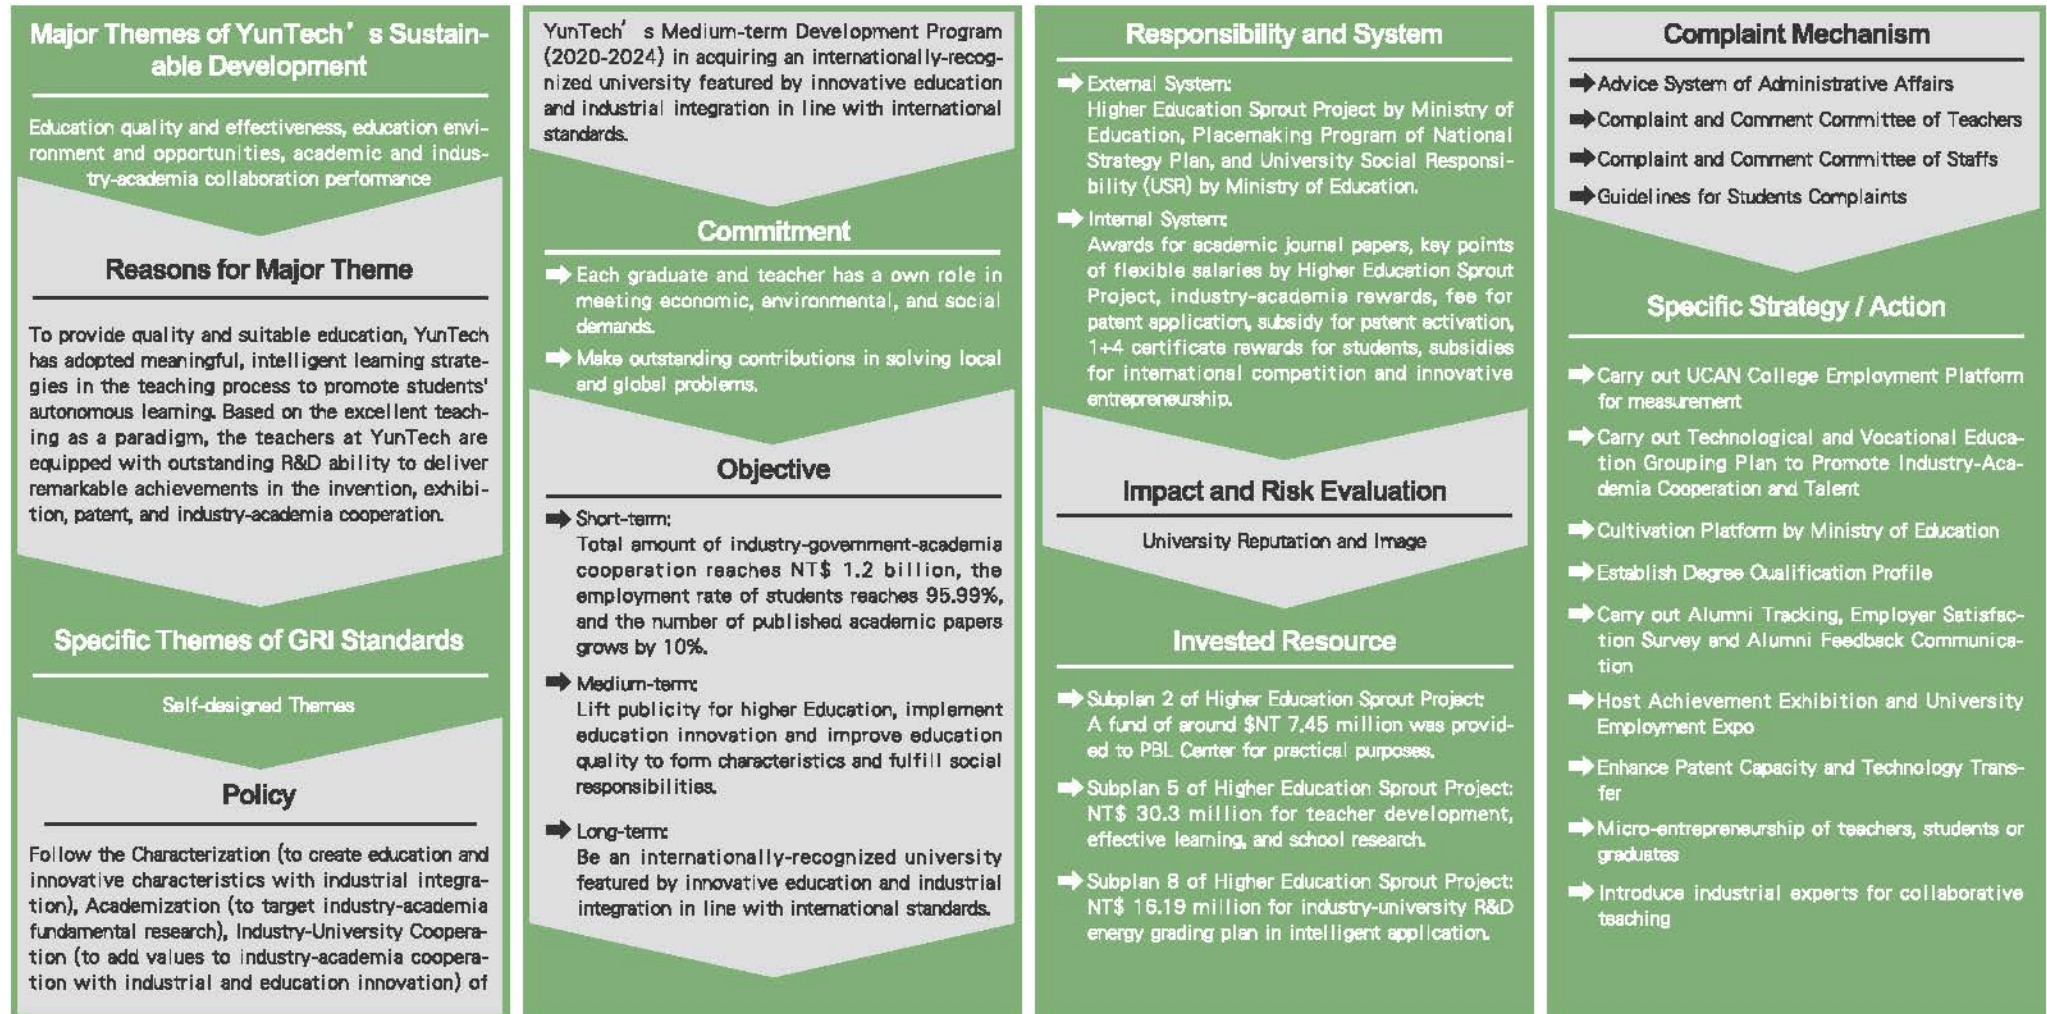 Major Themes of YunTech’s Sustain-
able Development
Education quality and effectiveness, education envi-
ronment and opportunities, academic and indus-
try-academia collaboration performance
Reasons for Major Theme
To provide quality and suitable education, YunTech
has adopted meaningful, intelligent learning strate-
gies in the teaching process to promote students'
autonomous learning. Based on the excellent teach-
ing as a paradigm, the teachers at YunTech are
equipped with outstanding R&D ability to deliver
remarkable achievements in the invention, exhibi-
tion, patent, and industry-academia cooperation.
Specific Themes of GRI Standards
Self-designed Themes
Policy
Follow the Characterization (to create education and
innovative characteristics with industrial integra-
tion), Academization (to target industry-academia
fundamental research), Industry-University Coopera-
tion (to add values to industry-academia coopera-
tion with industrial and education innovation) of
YunTech’s Medium-term Development Program
(2020-2024) in acquiring an internationally-recog-
nized university featured by innovative education
and industrial integration in line with international
standards.
Commitment
➡ Each graduate and teacher has a own role in
meeting economic, environmental, and social
demands.
➡ Make outstanding contributions in solving local
and global problems.
Objective
➡ Short-term:
Total amount of industry-government-academia
cooperation reaches NT$ 1.2 billion, the
employment rate of students reaches 95.99%,
and the number of published academic papers
grows by 10%.
➡ Medium-term:
Lift publicity for higher Education, implement
education innovation and improve education
quality to form characteristics and fulfill social
responsibilities.
➡ Long-term:
Be an internationally-recognized university
featured by innovative education and industrial
integration in line with international standards.
Responsibility and System
➡ External System:
Higher Education Sprout Project by Ministry of
Education, Placemaking Program of National
Strategy Plan, and University Social Responsi-
bility (USR) by Ministry of Education.
➡ Internal System:
Awards for academic journal papers, key points
of flexible salaries by Higher Education Sprout
Project, industry-academia rewards, fee for
patent application, subsidy for patent activation,
1+4 certificate rewards for students, subsidies
for international competition and innovative
entrepreneurship.
Impact and Risk Evaluation
University Reputation and Image
Invested Resource
➡ Subplan 2 of Higher Education Sprout Project:
A fund of around $NT 7.45 million was provid-
ed to PBL Center for practical purposes.
➡ Subplan 5 of Higher Education Sprout Project:
NT$ 30.3 million for teacher development,
effective learning, and school research.
➡ Subplan 8 of Higher Education Sprout Project:
NT$ 16.19 million for industry-university R&D
energy grading plan in intelligent application.
Complaint Mechanism
➡ Advice System of Administrative Affairs
➡ Complaint and Comment Committee of Teachers
➡ Complaint and Comment Committee of Staffs
➡ Guidelines for Students Complaints
Specific Strategy / Action
➡ Carry out UCAN College Employment Platform
for measurement
➡ Carry out Technological and Vocational Educa-
tion Grouping Plan to Promote Industry-Aca-
demia Cooperation and Talent
➡ Cultivation Platform by Ministry of Education
➡ Establish Degree Qualification Profile
➡ Carry out Alumni Tracking, Employer Satisfac-
tion Survey and Alumni Feedback Communica-
tion
➡ Host Achievement Exhibition and University
Employment Expo
➡ Enhance Patent Capacity and Technology Trans-
fer
➡ Micro-entrepreneurship of teachers, students or
graduates
➡ Introduce industrial experts for collaborative
teaching